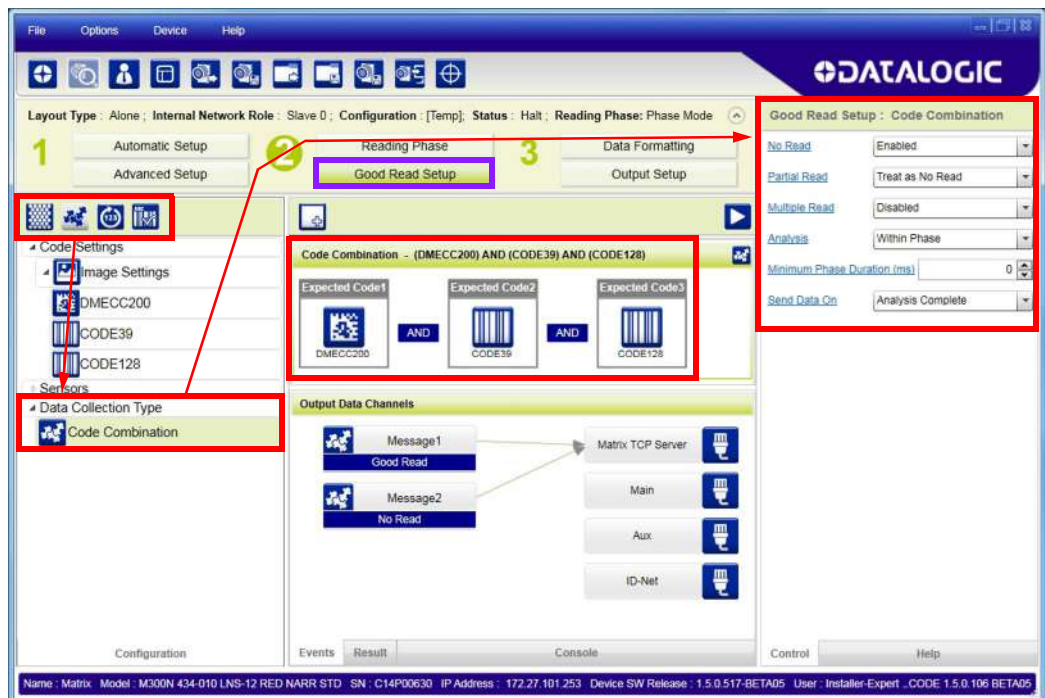 File Options Device Help
DATALOGIC
Layout Type : Alone ; Internal Network Role : Slave 0 ; Configuration : [Temp]; Status : Halt ; Reading Phase: Phase Mode
1
Automatic Setup
Advanced Setup
2
Reading Phase
Good Read Setup
3
Data Formatting
Output Setup
Code Settings
Image Settings
DMECC200
CODE39
CODE128
Sensors
Data Collection Type
Code Combination
Configuration
Code Combination - (DMECC200) AND (CODE39) AND (CODE128)
Expected Code1
DMECC200
AND
Expected Code2
CODE39
AND
Expected Code3
CODE128
Output Data Channels
Message1
Good Read
Message2
No Read
Matrix TCP Server
Main
Aux
ID-Net
Events Result Console
Good Read Setup : Code Combination
No Read Enabled
Partial Read Treat as No Read
Multiple Read Disabled
Analysis Within Phase
Minimum Phase Duration (ms) 0
Send Data On Analysis Complete
Control Help
Name : Matrix Model : M300N 434-010 LNS-12 RED NARR STD SN : C14P00630 IP Address : 172.27.101.253 Device SW Release : 1.5.0.517-BETA05 User : Installer-Expert ..CODE 1.5.0.106 BETA05